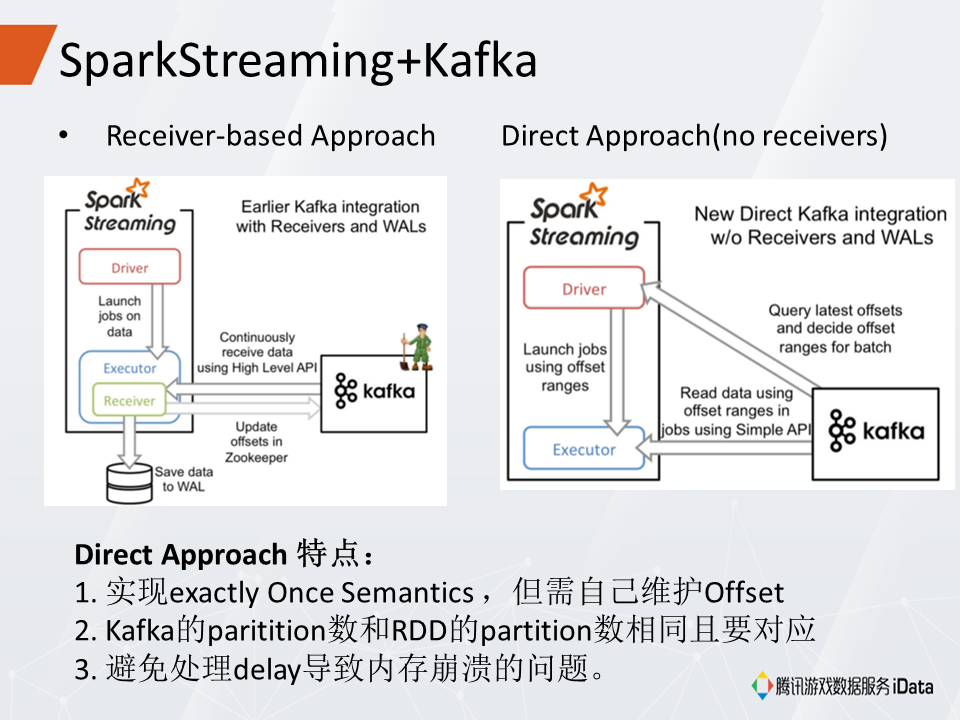 SparkStreaming+Kafka
• Receiver-based Approach
Direct Approach(no receivers)
Spark
Streaming
Earlier Kafka integration
with Receivers and WALs
Driver
Launch
jobs on
data
Continuously
receive data
using High Level API
Executor
Receiver
kafka
Update
offsets in
Zookeeper
Save data
to WAL
Spark
Streaming
New Direct Kafka integration
w/o Receivers and WALs
Driver
Query latest offsets
and decide offset
ranges for batch
Launch jobs
using offset
ranges
Read data using
offset ranges in
jobs using Simple API
kafka
Executor
Direct Approach 特点：
1. 实现exactly Once Semantics ，但需自己维护Offset
2. Kafka的paritition数和RDD的partition数相同且要对应
3. 避免处理delay导致内存崩溃的问题。
腾讯游戏数据服务 iData